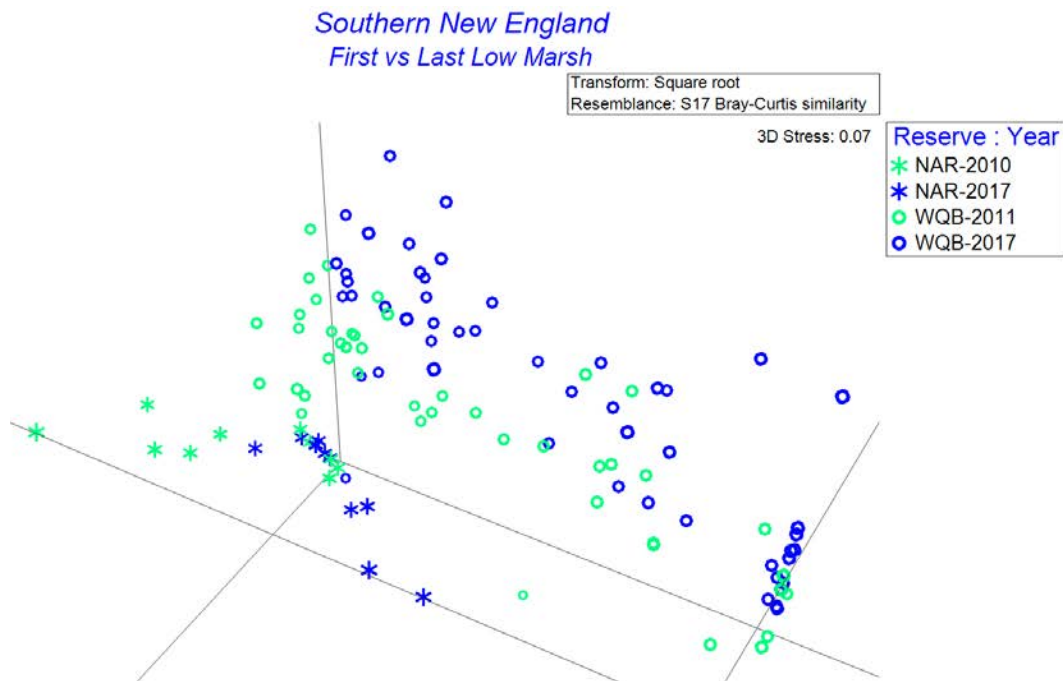 Southern New England
First vs Last Low Marsh
Transform: Square root
Resemblance: S17 Bray-Curtis similarity
3D Stress: 0.07
Reserve : Year
NAR-2010
NAR-2017
WQB-2011
WQB-2017